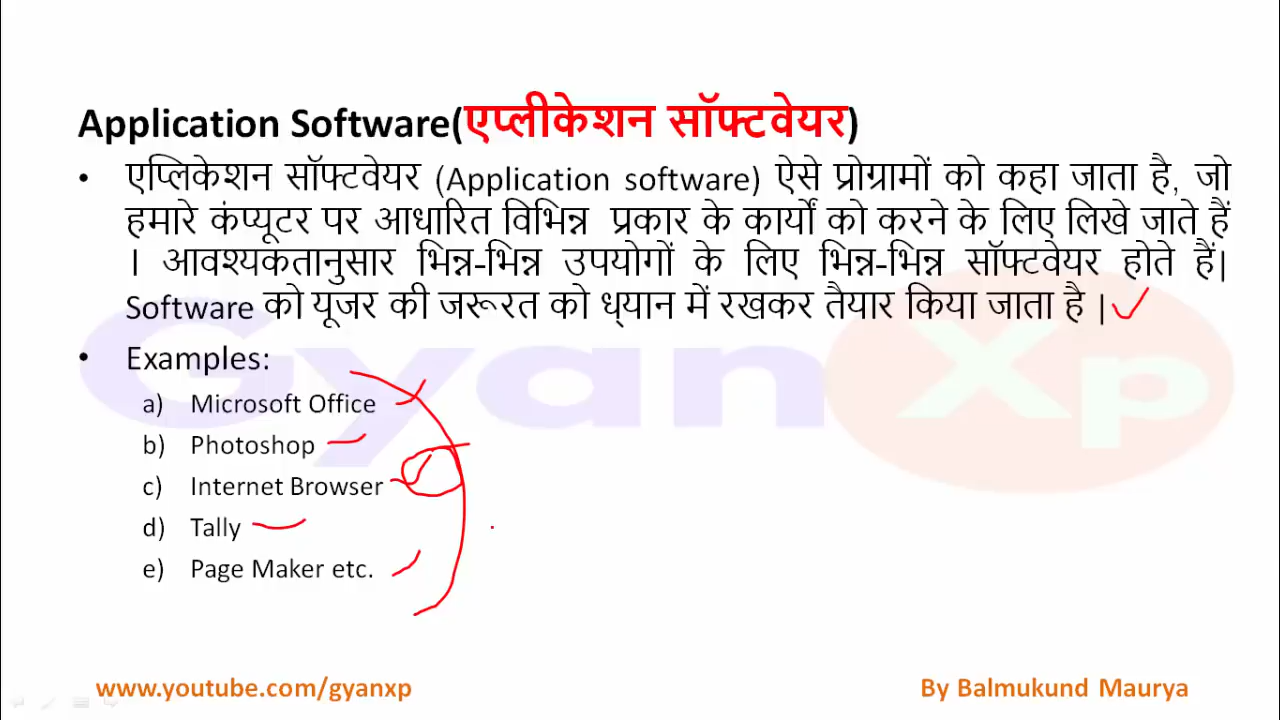 Application Software(एप्लीकेशन सॉफ्टवेयर)
• एप्लिकेशन सॉफ्टवेयर (Application software) ऐसे प्रोग्रामों को कहा जाता है, जो
हमारे कंप्यूटर पर आधारित विभिन्न प्रकार के कार्यों को करने के लिए लिखे जाते हैं
। आवश्यकतानुसार भिन्न-भिन्न उपयोगों के लिए भिन्न-भिन्न सॉफ्टवेयर होते हैं।
Software को यूजर की जरूरत को ध्यान में रखकर तैयार किया जाता है ।
• Examples:
a) Microsoft Office
b) Photoshop
c) Internet Browser
d) Tally
e) Page Maker etc.
GyanXp
www.youtube.com/gyanxp
By Balmukund Maurya